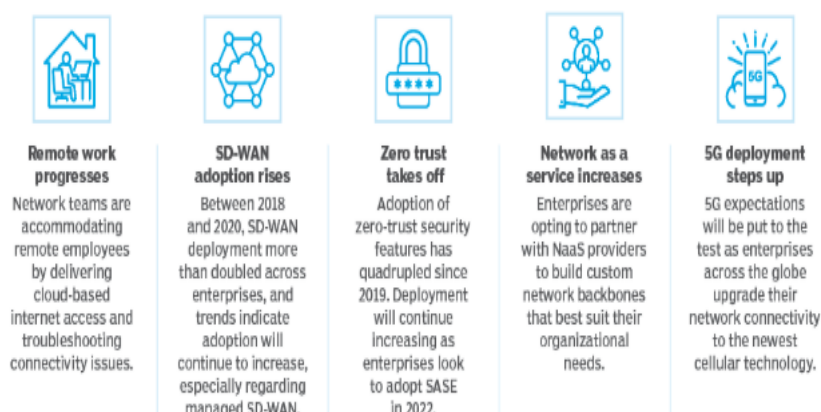 5G
****
Remote work
progresses
Network teams are
accommodating
remote employees
by delivering
cloud-based
internet access and
troubleshooting
connectivity issues.
SD-WAN
adoption rises
Between 2018
and 2020, SD-WAN
deployment more
than doubled across
enterprises, and
trends indicate
adoption will
continue to increase,
especially regarding
managed SD-WAN.
Zero trust
takes off
Adoption of
zero-trust security
features has
quadrupled since
2019. Deployment
will continue
increasing as
enterprises look
to adopt SASE
in 2022.
Network as a
service increases
Enterprises are
opting to partner
with NaaS providers
to build custom
network backbones
that best suit their
organizational
needs.
5G deployment
steps up
5G expectations
will be put to the
test as enterprises
across the globe
upgrade their
network connectivity
to the newest
cellular technology.